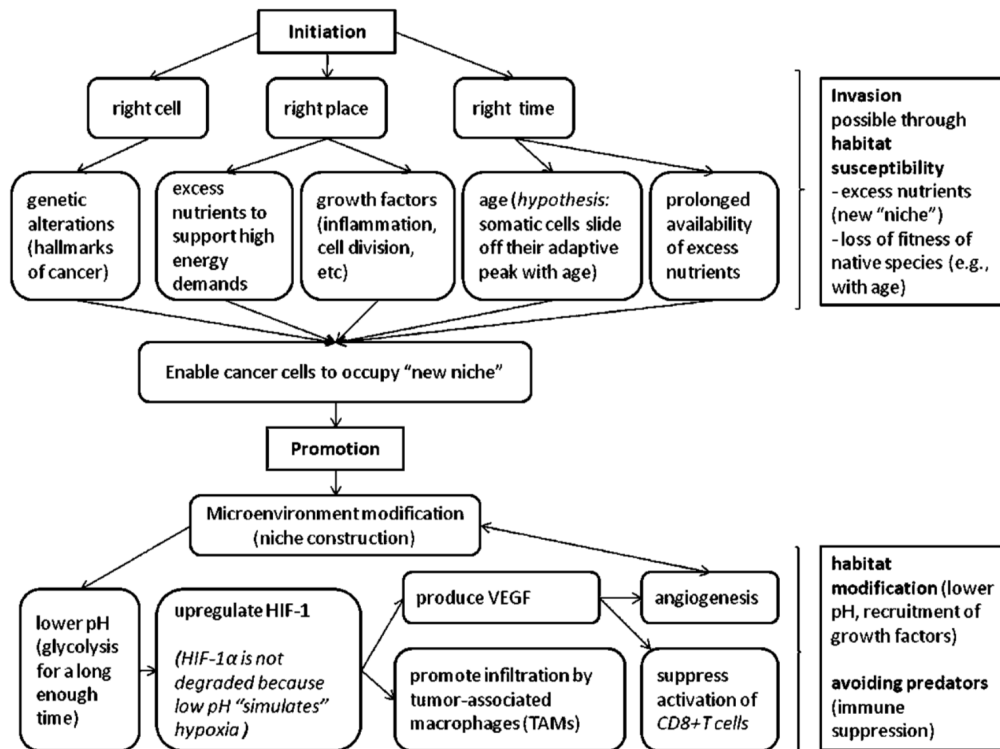 Initiation
right cell
right place
right time
genetic
alterations
(hallmarks
of cancer)
excess
nutrients to
support high
energy
demands
growth factors
(inflammation,
cell division,
etc)
age (hypothesis:
somatic cells slide
off their adaptive
peak with age)
prolonged
availability
of excess
nutrients
Invasion
possible through
habitat
susceptibility
- excess nutrients
(new “niche”)
- loss of fitness of
native species (e.g.,
with age)
Enable cancer cells to occupy “new niche”
Promotion
Microenvironment modification
(niche construction)
lower pH
(glycolysis
for a long
enough
time)
upregulate HIF-1
(HIF-1α is not
degraded because
low pH “simulates”
hypoxia)
produce VEGF
promote infiltration by
tumor-associated
macrophages (TAMs)
angiogenesis
suppress
activation of
CD8+T cells
habitat
modification (lower
pH, recruitment of
growth factors)
avoiding predators
(immune
suppression)